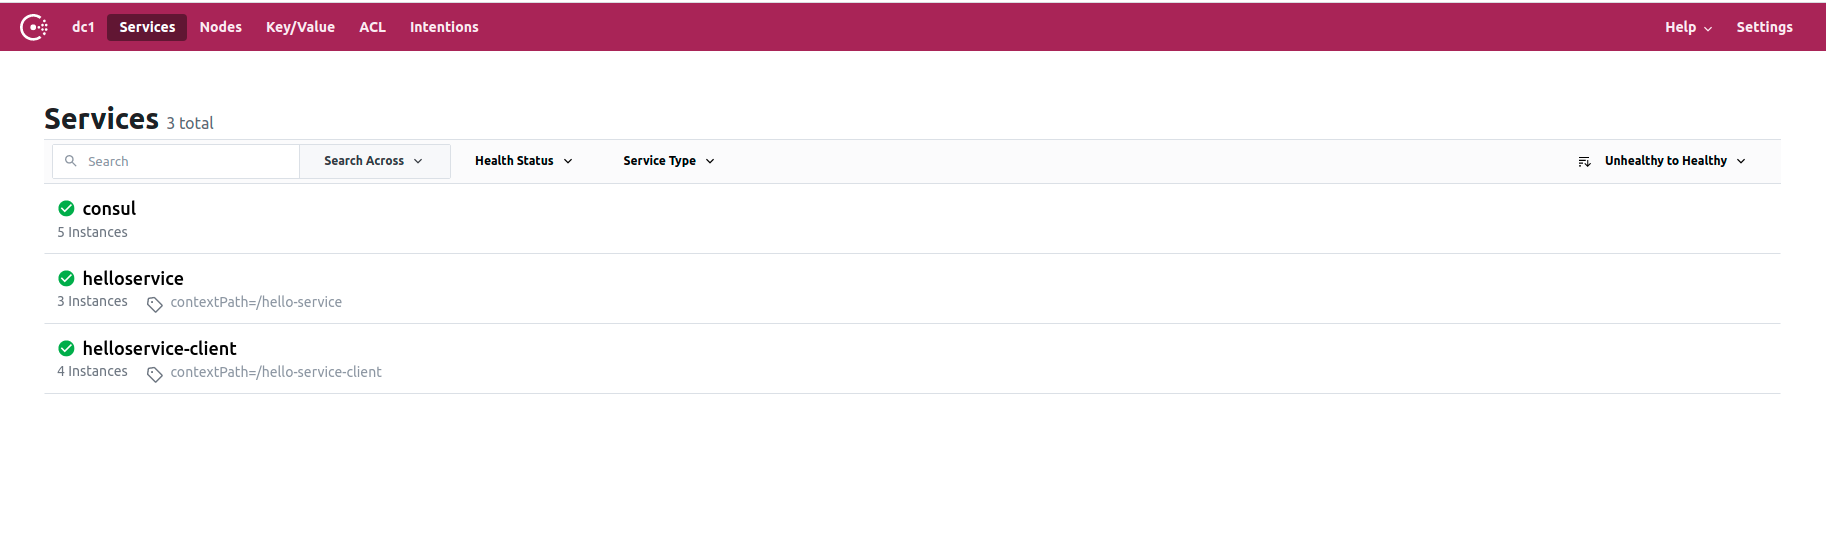 dc1 Services Nodes Key/Value ACL Intentions Help Settings
Services 3 total
Search Search Across Health Status Service Type Unhealthy to Healthy
consul
5 Instances
helloservice
3 Instances contextPath=/hello-service
helloservice-client
4 Instances contextPath=/hello-service-client